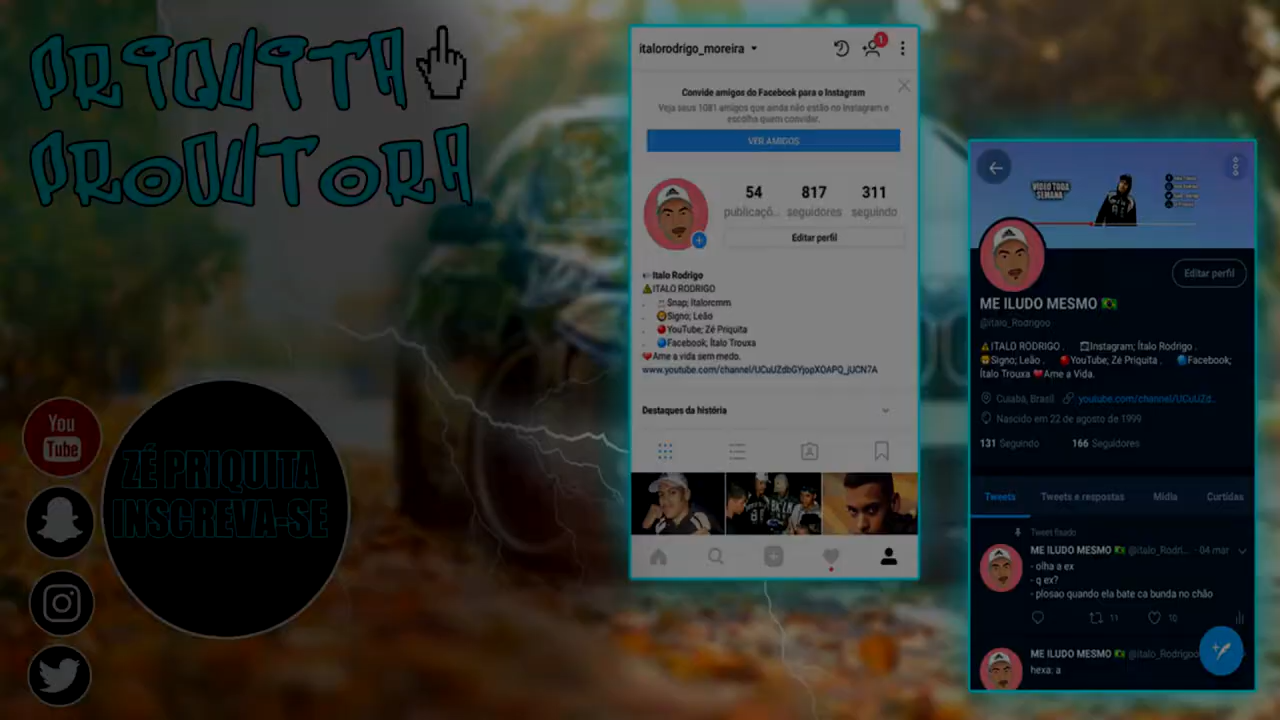 PRIQUITA
PRODUTORA
You
Tube
ZÉ PRIQUITA
INSCREVA-SE
italorodrigo_moreira
1
Convide amigos do Facebook para o Instagram
Veja seus 1081 amigos que ainda não estão no Instagram e
escolha quem convidar.
VER AMIGOS
54 817 311
publicaçõ... seguidores seguindo
Editar perfil
Italo Rodrigo
⚠ITALO RODRIGO
. Snap; Italorcmm
. 🦁Signo; Leão
. 🔴YouTube; Zé Priquita
. 🔵Facebook; Ítalo Trouxa
❤Ame a vida sem medo.
www.youtube.com/channel/UCuUZdbGYjopXOAPQ_jUCN7A
Destaques da história
VÍDEO TODA
SEMANA
Editar perfil
ME ILUDO MESMO 🇧🇷
@italo_Rodrigoo
⚠ITALO RODRIGO . Instagram; Ítalo Rodrigo .
🦁Signo; Leão . 🔴YouTube; Zé Priquita . 🔵Facebook;
Ítalo Trouxa ❤Ame a Vida.
Cuiabá, Brasil youtube.com/channel/UCuUZd...
Nascido em 22 de agosto de 1999
131 Seguindo 166 Seguidores
Tweets Tweets e respostas Mídia Curtidas
Tweet fixado
ME ILUDO MESMO 🇧🇷 @italo_Rodri... · 04 mar
- olha a ex
- q ex?
- plosao quando ela bate ca bunda no chão
11 10
ME ILUDO MESMO 🇧🇷 @italo_Rodrigoo
hexa: a